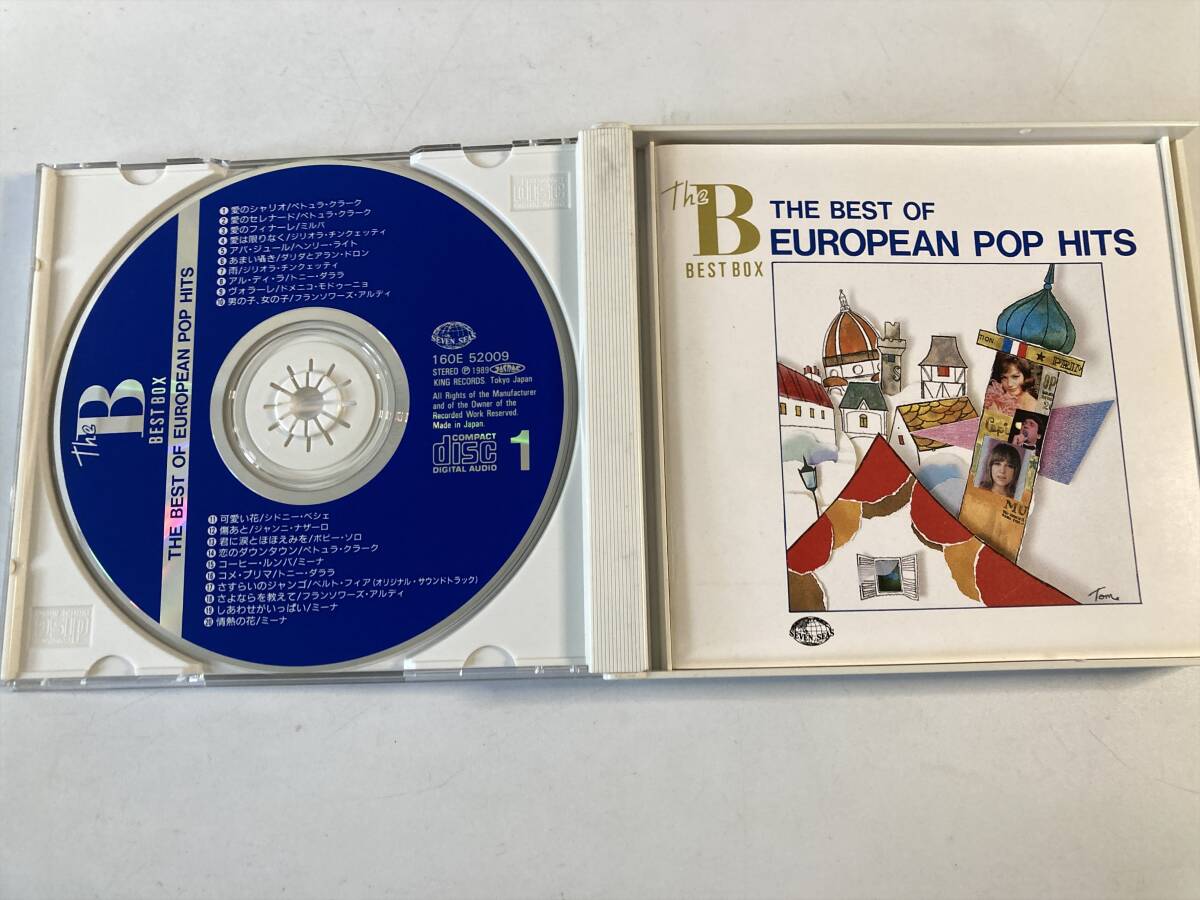 ❶愛のシャリオ/ペトュラ・クラーク
❷愛のセレナード/ペトュラ・クラーク
❸愛のフィナーレ/ミルバ
❹愛は限りなく/ジリオラ・チンクェッティ
❺アバ・ジュール/ヘンリー・ライト
❻あまい囁き/ダリダとアラン・ドロン
❼雨/ジリオラ・チンクェッティ
❽アル・ディ・ラ/トニー・ダララ
❾ヴォラーレ/ドメニコ・モドゥーニョ
❿男の子、女の子/フランソワーズ・アルディ
SEVEN SEAS
160E 52009
STEREO Ⓟ1989
KING RECORDS. Tokyo Japan
All Rights of the Manufacturer
and of the Owner of the
Recorded Work Reserved.
Made in Japan.
COMPACT
disc
DIGITAL AUDIO
1
The B
BEST BOX
THE BEST OF EUROPEAN POP HITS
⓫可愛い花/シドニー・ベシェ
⓬傷あと/ジャンニ・ナザーロ
⓭君に涙とほほえみを/ボビー・ソロ
⓮恋のダウンタウン/ペトュラ・クラーク
⓯コーヒー・ルンバ/ミーナ
⓰コメ・プリマ/トニー・ダララ
⓱さすらいのジャンゴ/ベルト・フィア(オリジナル・サウンドトラック)
⓲さよならを教えて/フランソワーズ・アルディ
⓳しあわせがいっぱい/ミーナ
⓴情熱の花/ミーナ
The B
BEST BOX
THE BEST OF
EUROPEAN POP HITS
TION
MU
Tom.
SEVEN SEAS